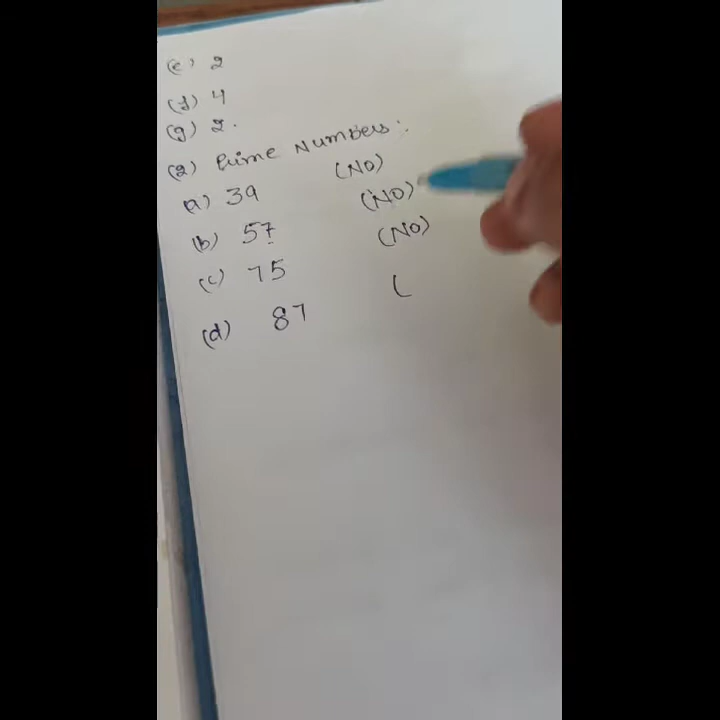 (e) 2
(f) 4
(g) 2.
(2) Prime Numbers:
(a) 39 (NO)
(b) 57 (NO)
(c) 75 (NO)
(d) 87 (